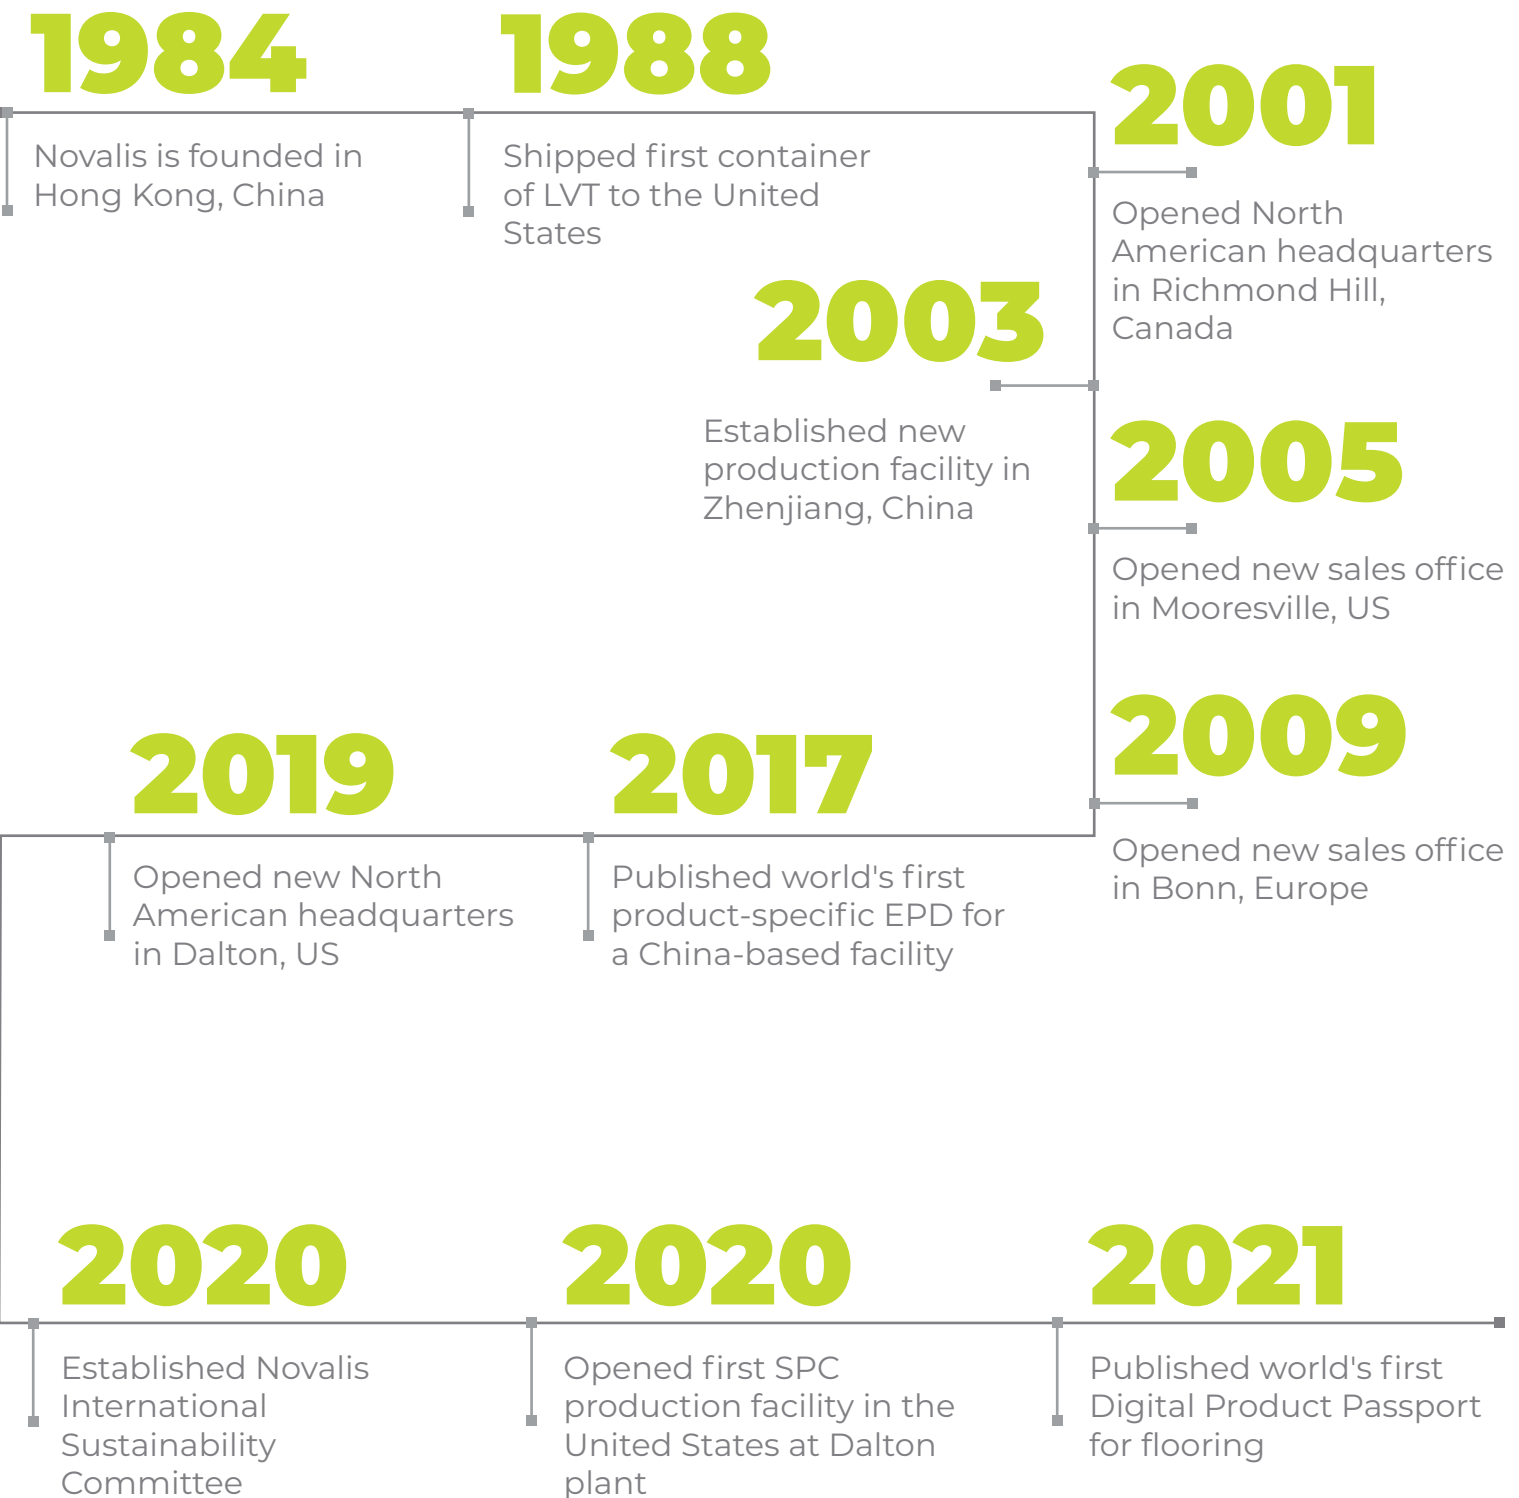 1984
Novalis is founded in
Hong Kong, China
1988
Shipped first container
of LVT to the United
States
2001
Opened North
American headquarters
in Richmond Hill,
Canada
2003
Established new
production facility in
Zhenjiang, China
2005
Opened new sales office
in Mooresville, US
2009
Opened new sales office
in Bonn, Europe
2017
Published world's first
product-specific EPD for
a China-based facility
2019
Opened new North
American headquarters
in Dalton, US
2020
Established Novalis
International
Sustainability
Committee
2020
Opened first SPC
production facility in the
United States at Dalton
plant
2021
Published world's first
Digital Product Passport
for flooring